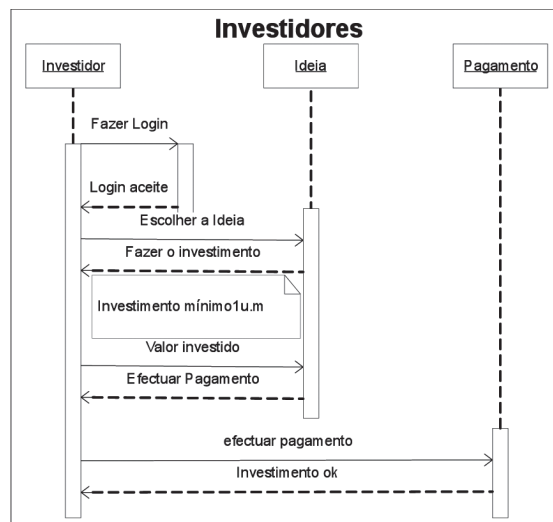 Investidores
Investidor
Ideia
Pagamento
Fazer Login
Login aceite
Escolher a Ideia
Fazer o investimento
Investimento mínimo1u.m
Valor investido
Efectuar Pagamento
efectuar pagamento
Investimento ok